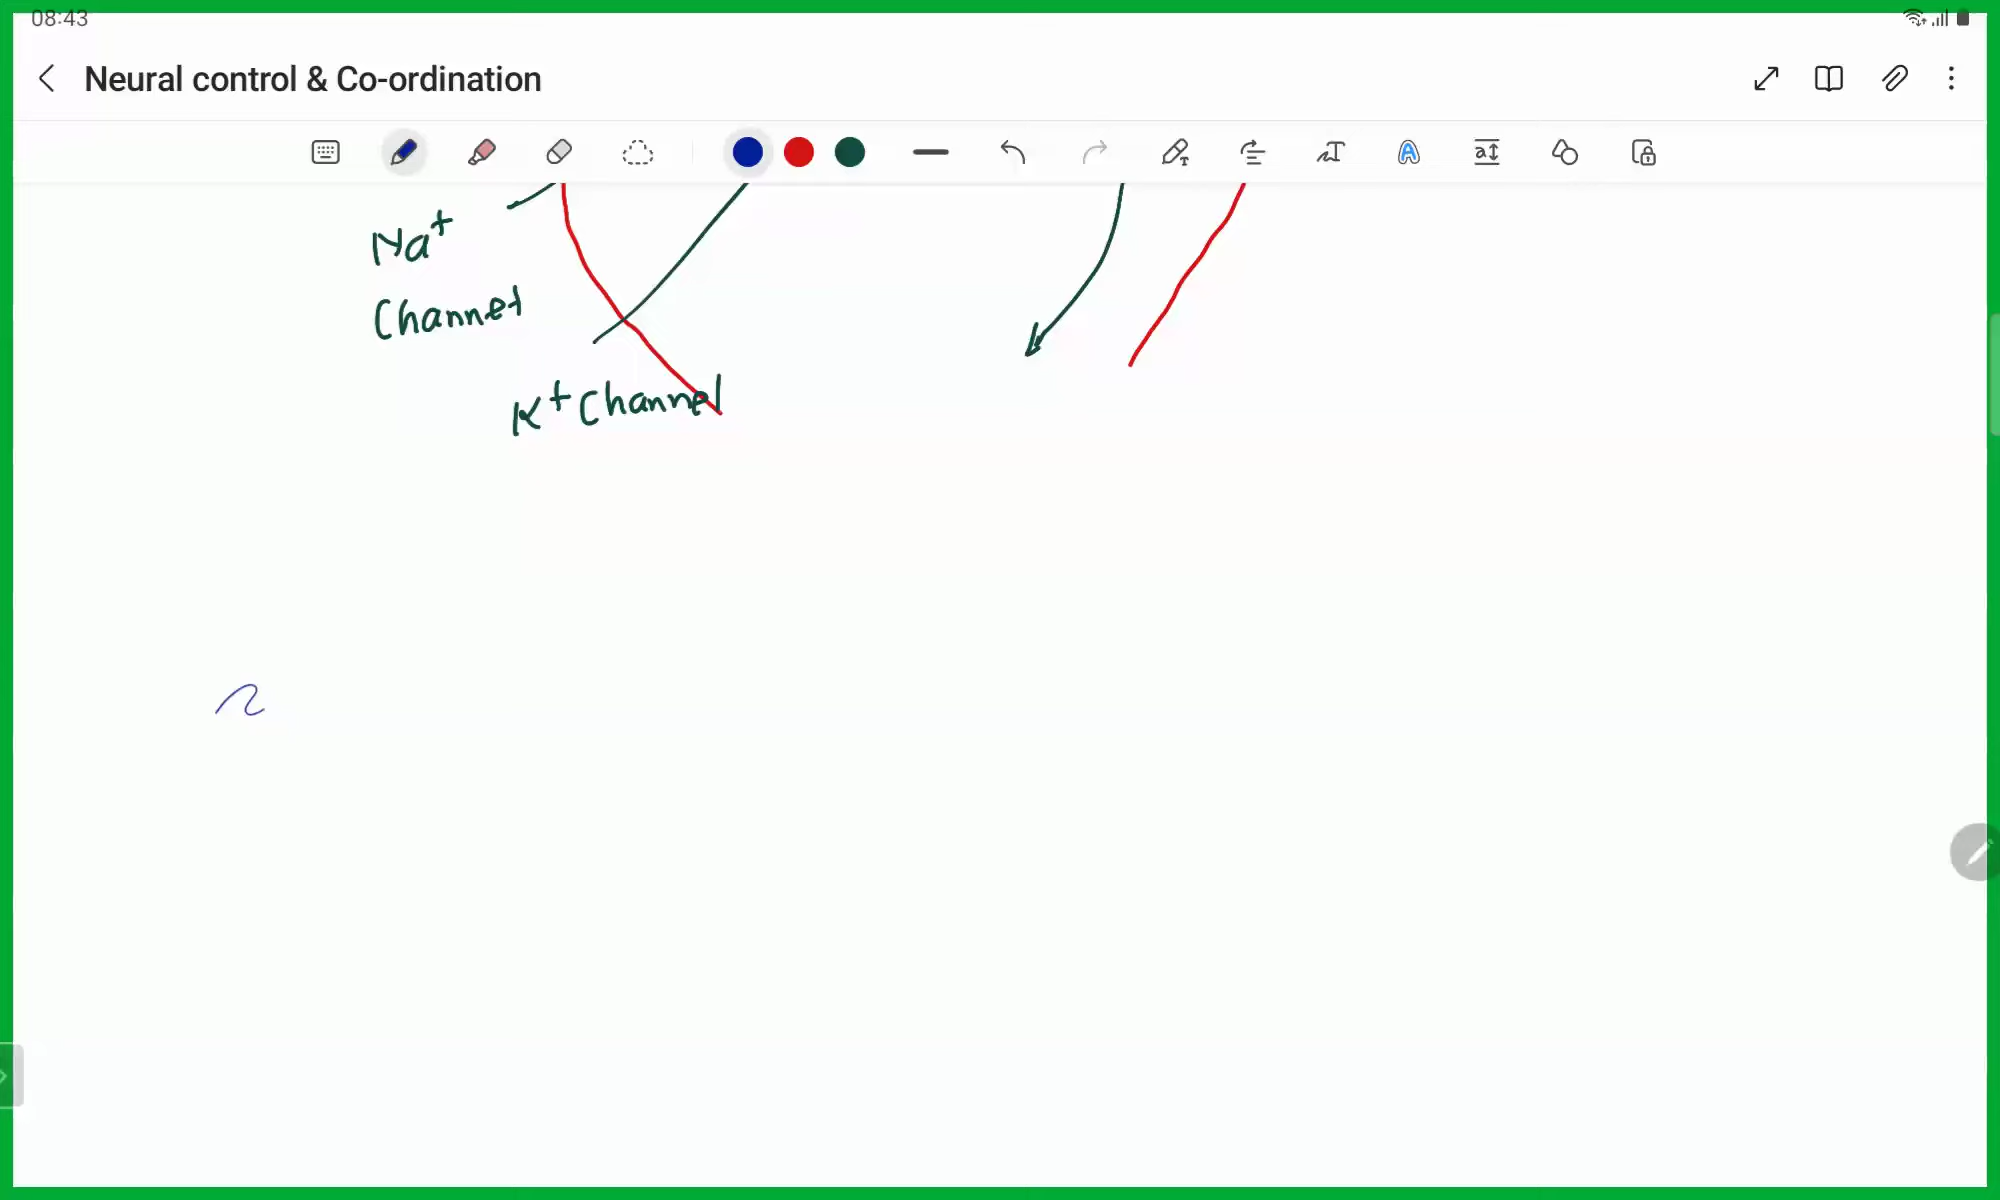 08:43
Neural control & Co-ordination
Na+
Channel
K+ Channel